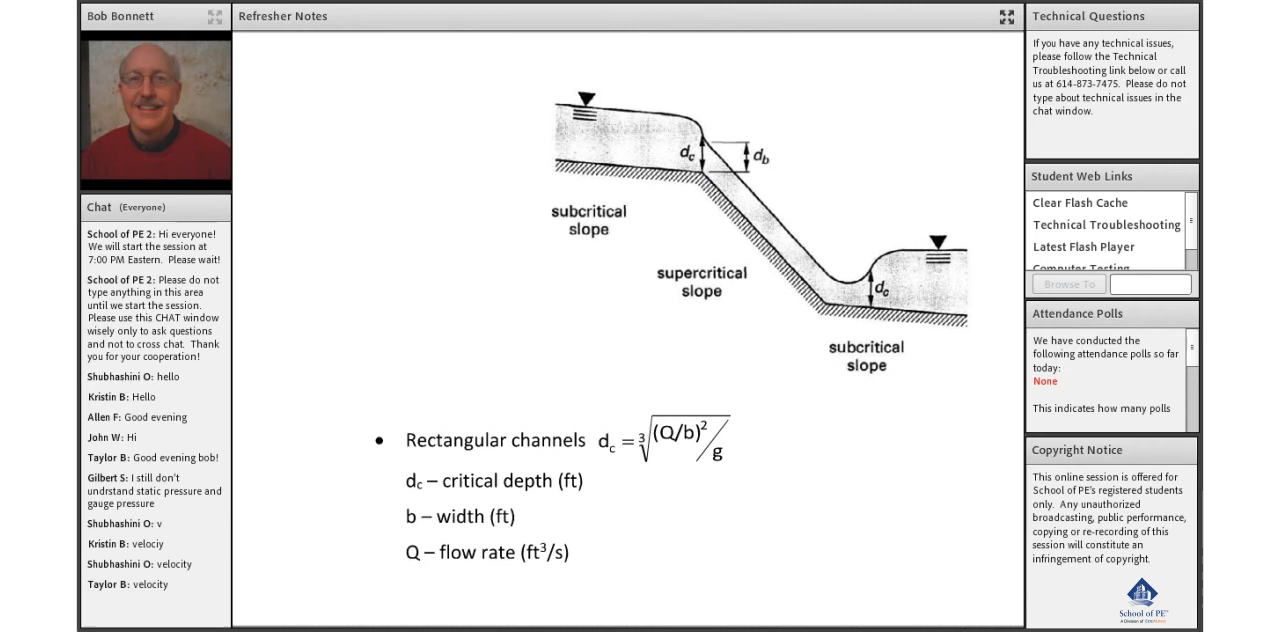 Bob Bonnett
Chat (Everyone)
School of PE 2: Hi everyone!
We will start the session at
7:00 PM Eastern. Please wait!
School of PE 2: Please do not
type anything in this area
until we start the session.
Please use this CHAT window
wisely only to ask questions
and not to cross chat. Thank
you for your cooperation!
Shubhashini O: hello
Kristin B: Hello
Allen F: Good evening
John W: Hi
Taylor B: Good evening bob!
Gilbert S: I still don't
undrstand static pressure and
gauge pressure
Shubhashini O: v
Kristin B: velociy
Shubhashini O: velocity
Taylor B: velocity
Refresher Notes
d_c
d_b
subcritical
slope
supercritical
slope
d_c
subcritical
slope
• Rectangular channels d_c = ∛((Q/b)²/g)
d_c – critical depth (ft)
b – width (ft)
Q – flow rate (ft³/s)
Technical Questions
If you have any technical issues,
please follow the Technical
Troubleshooting link below or call
us at 614-873-7475. Please do not
type about technical issues in the
chat window.
Student Web Links
Clear Flash Cache
Technical Troubleshooting
Latest Flash Player
Computer Testing
Browse To
Attendance Polls
We have conducted the
following attendance polls so far
today:
None
This indicates how many polls
Copyright Notice
This online session is offered for
School of PE's registered students
only. Any unauthorized
broadcasting, public performance,
copying or re-recording of this
session will constitute an
infringement of copyright.
School of PE™